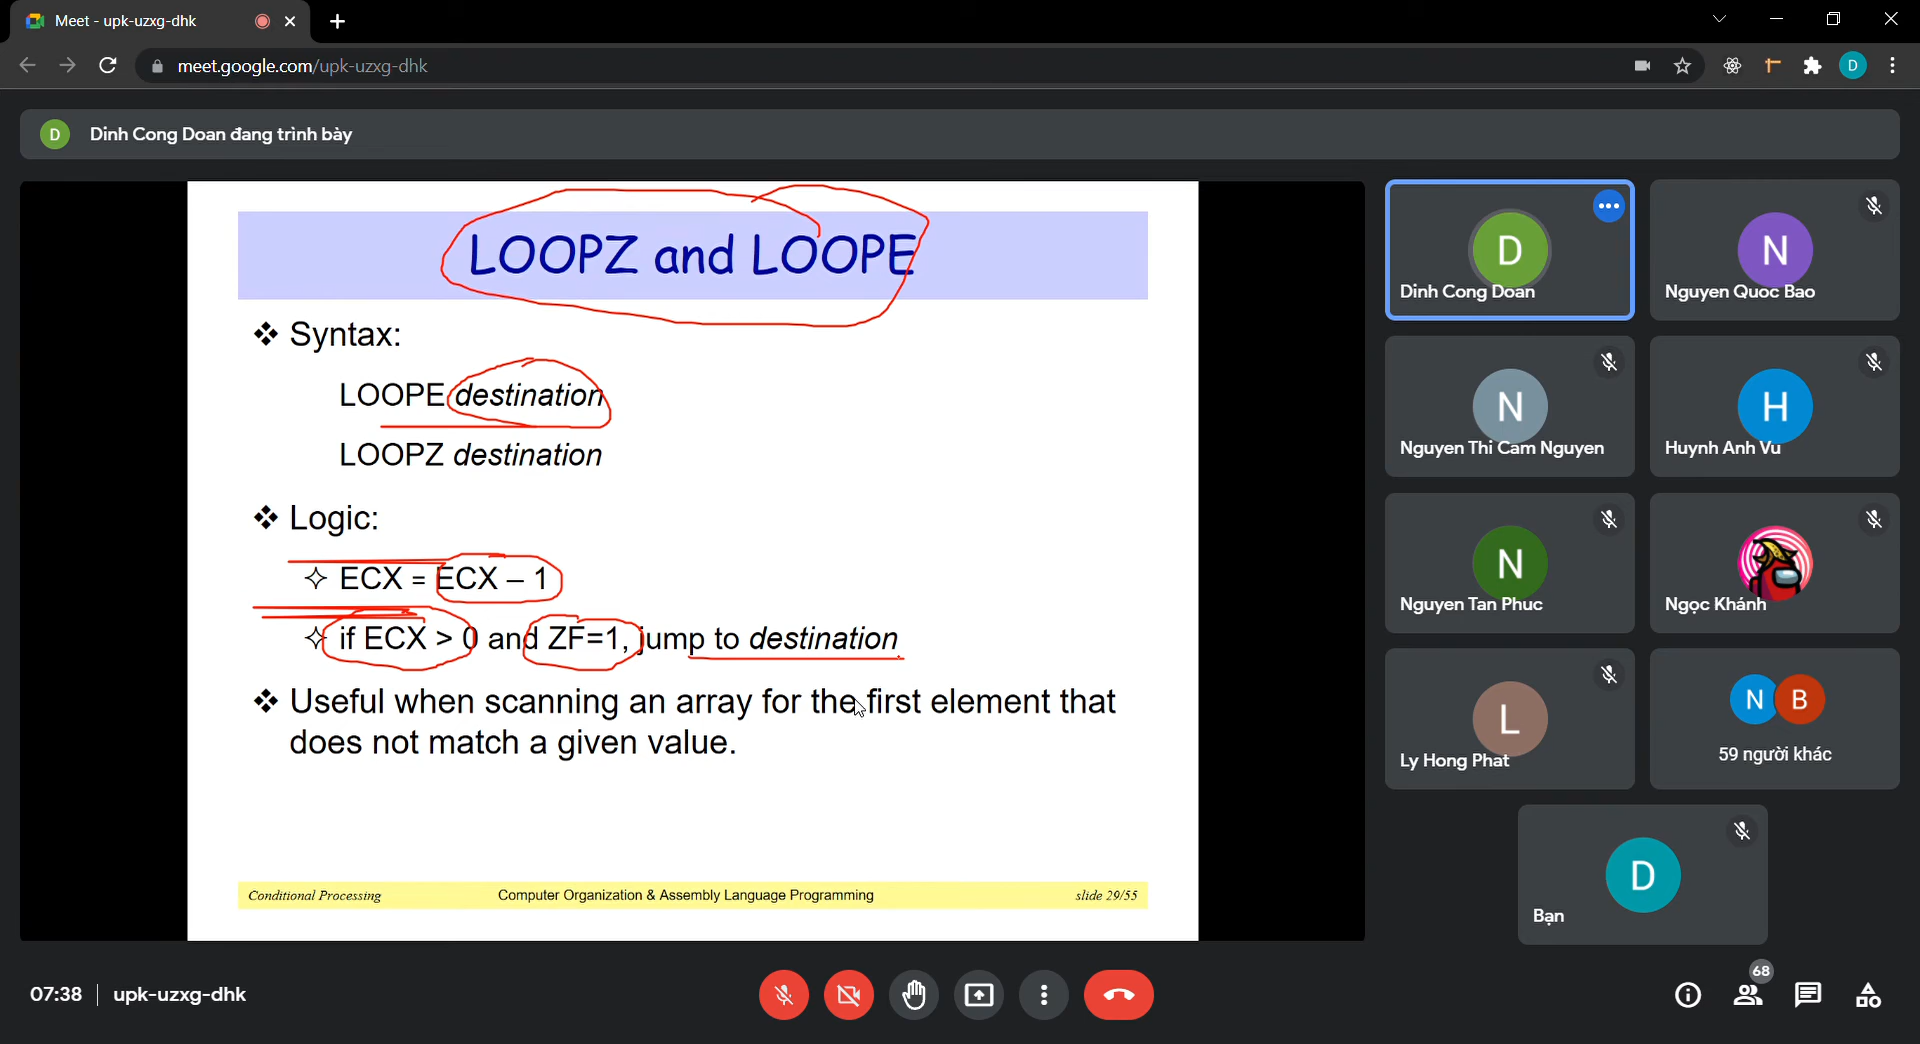 Meet - upk-uzxg-dhk
meet.google.com/upk-uzxg-dhk
D
D
Dinh Cong Doan đang trình bày
LOOPZ and LOOPE
Syntax:
LOOPE destination
LOOPZ destination
Logic:
ECX = ECX – 1
if ECX > 0 and ZF=1, jump to destination
Useful when scanning an array for the first element that
does not match a given value.
Conditional Processing
Computer Organization & Assembly Language Programming
slide 29/55
D
Dinh Cong Doan
N
Nguyen Quoc Bao
N
Nguyen Thi Cam Nguyen
H
Huynh Anh Vu
N
Nguyen Tan Phuc
Ngọc Khánh
L
Ly Hong Phat
N B
59 người khác
D
Bạn
07:38
upk-uzxg-dhk
68